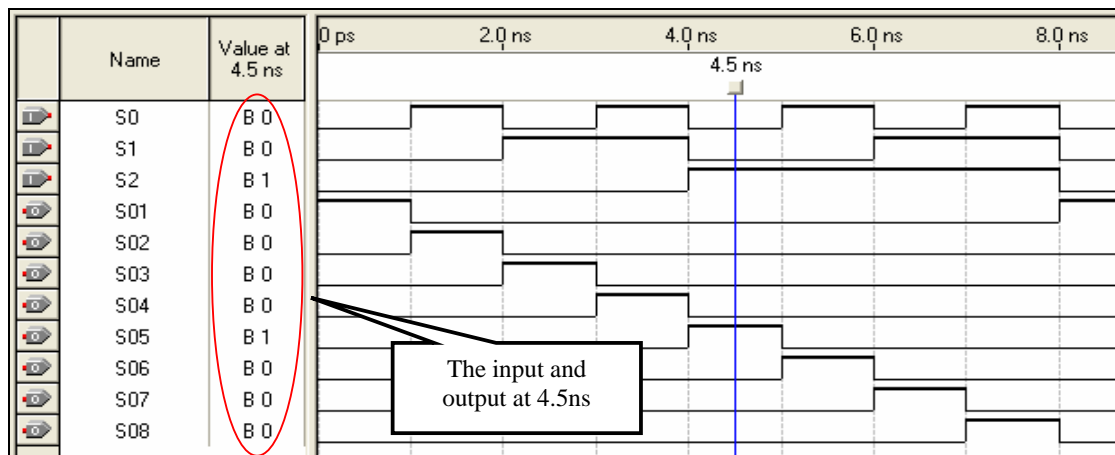 Name
Value at
4.5 ns
0 ps
2.0 ns
4.0 ns
6.0 ns
8.0 ns
4.5 ns
S0
B 0
S1
B 0
S2
B 1
S01
B 0
S02
B 0
S03
B 0
S04
B 0
S05
B 1
S06
B 0
S07
B 0
S08
B 0
The input and
output at 4.5ns